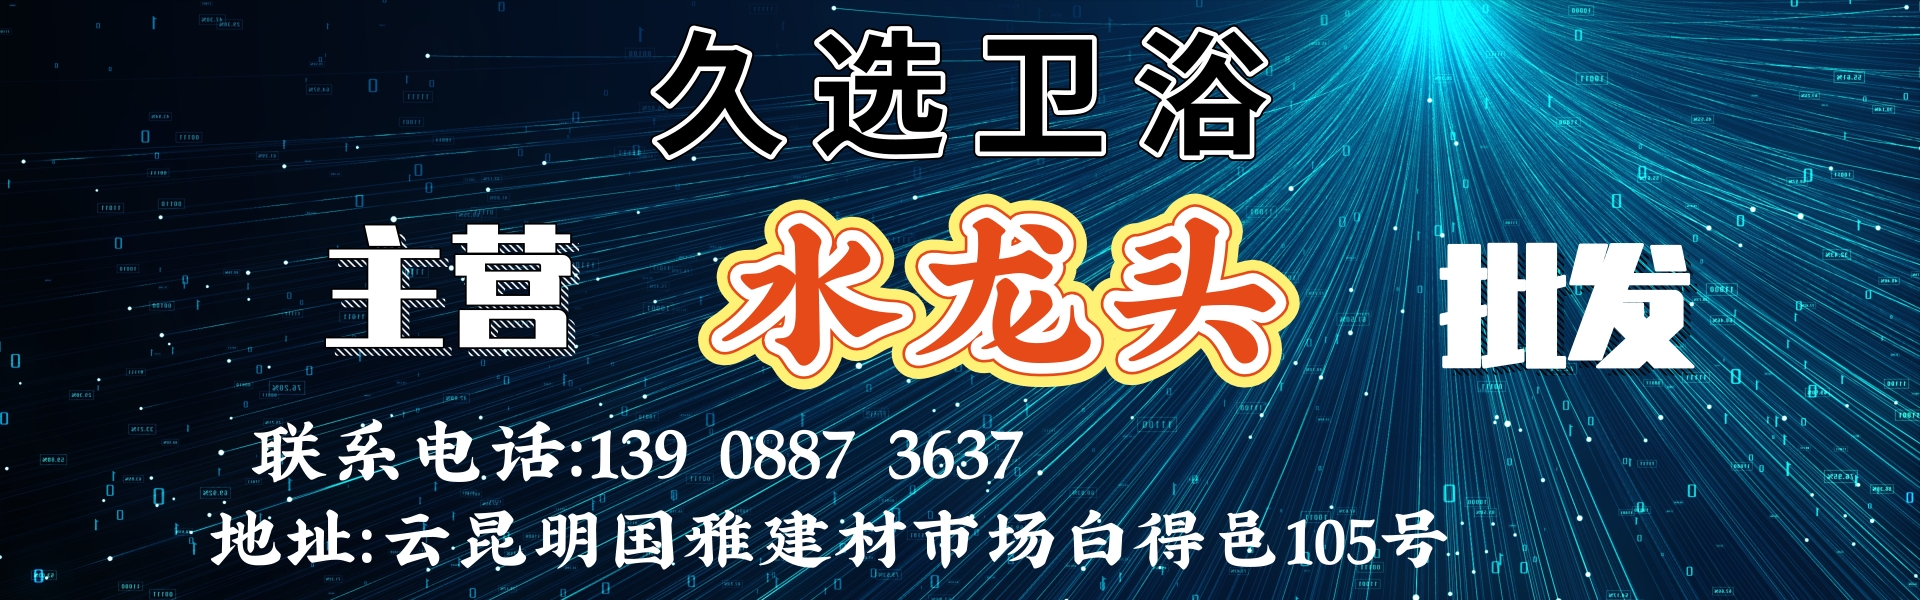 久选卫浴
主营 水龙头 批发
联系电话:139 0887 3637
地址:云昆明国雅建材市场白得邑105号